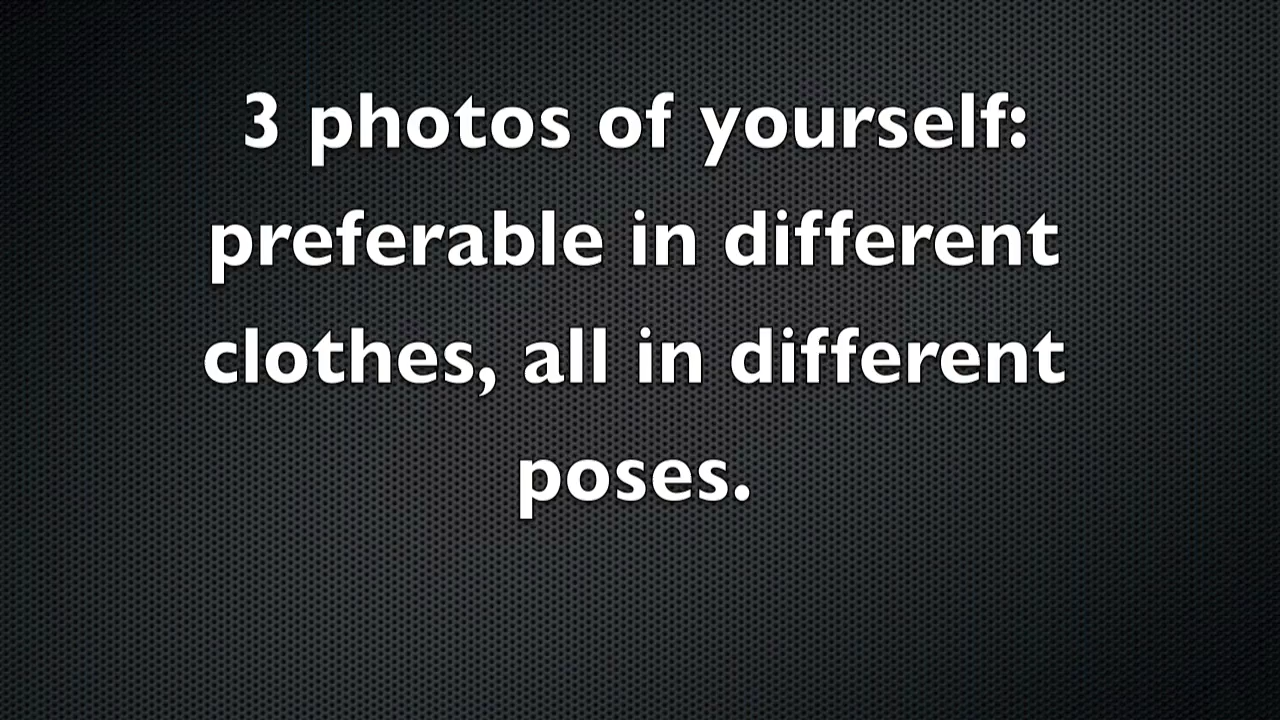 3 photos of yourself:
preferable in different
clothes, all in different
poses.